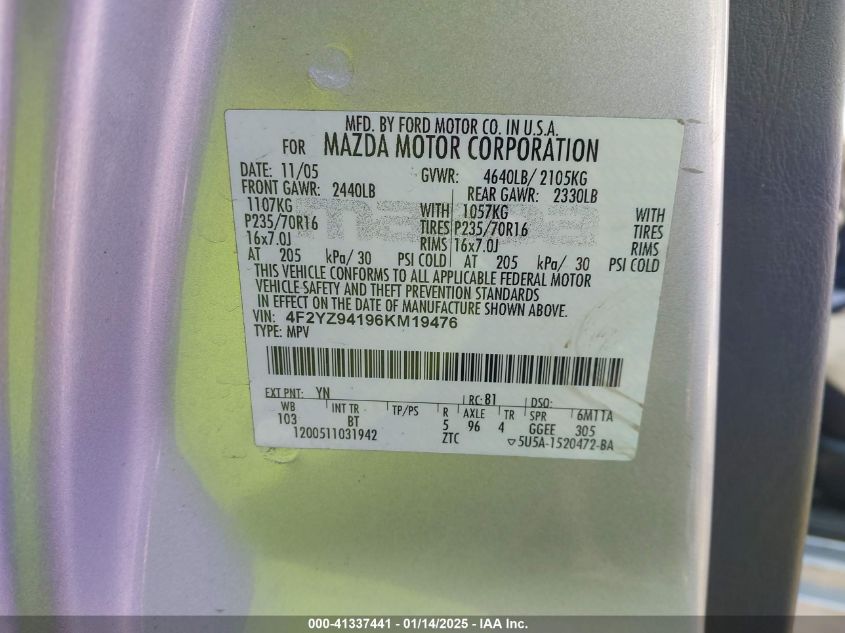 MFD. BY FORD MOTOR CO. IN U.S.A.
FOR MAZDA MOTOR CORPORATION
DATE: 11/05 GVWR: 4640LB/ 2105KG
FRONT GAWR: 2440LB REAR GAWR: 2330LB
1107KG WITH 1057KG WITH
P235/70R16 TIRES P235/70R16 TIRES
16x7.0J RIMS 16x7.0J RIMS
AT 205 kPa/ 30 PSI COLD AT 205 kPa/ 30 PSI COLD
THIS VEHICLE CONFORMS TO ALL APPLICABLE FEDERAL MOTOR
VEHICLE SAFETY AND THEFT PREVENTION STANDARDS
IN EFFECT ON THE DATE OF MANUFACTURE SHOWN ABOVE.
VIN: 4F2YZ94196KM19476
TYPE: MPV
EXT PNT: YN RC: 81 DSO:
WB INT TR TP/PS R AXLE TR SPR 6M11A
103 BT 5 96 4 GGEE 305
1200511031942 ZTC ▽5U5A-1520472-BA
000-41337441 - 01/14/2025 - IAA Inc.